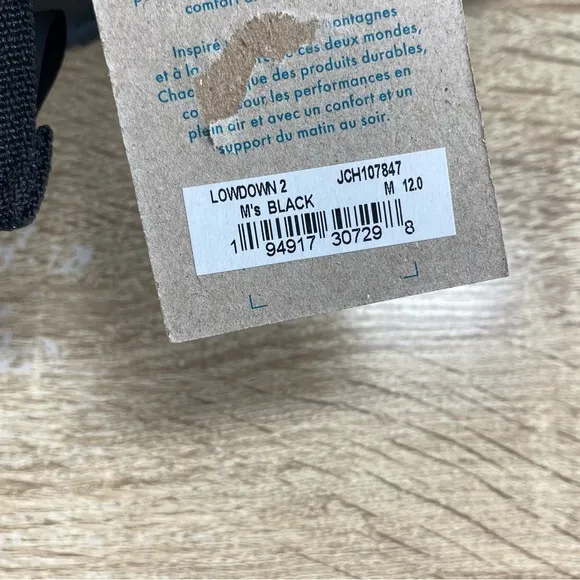 confort d
Inspiré ontagnes
et à la ces deux mondes,
Chac ue des produits durables,
co our les performances en
plein air et avec un confort et un
support du matin au soir.
LOWDOWN 2 JCH107847
M's BLACK M 12.0
1 94917 30729 8